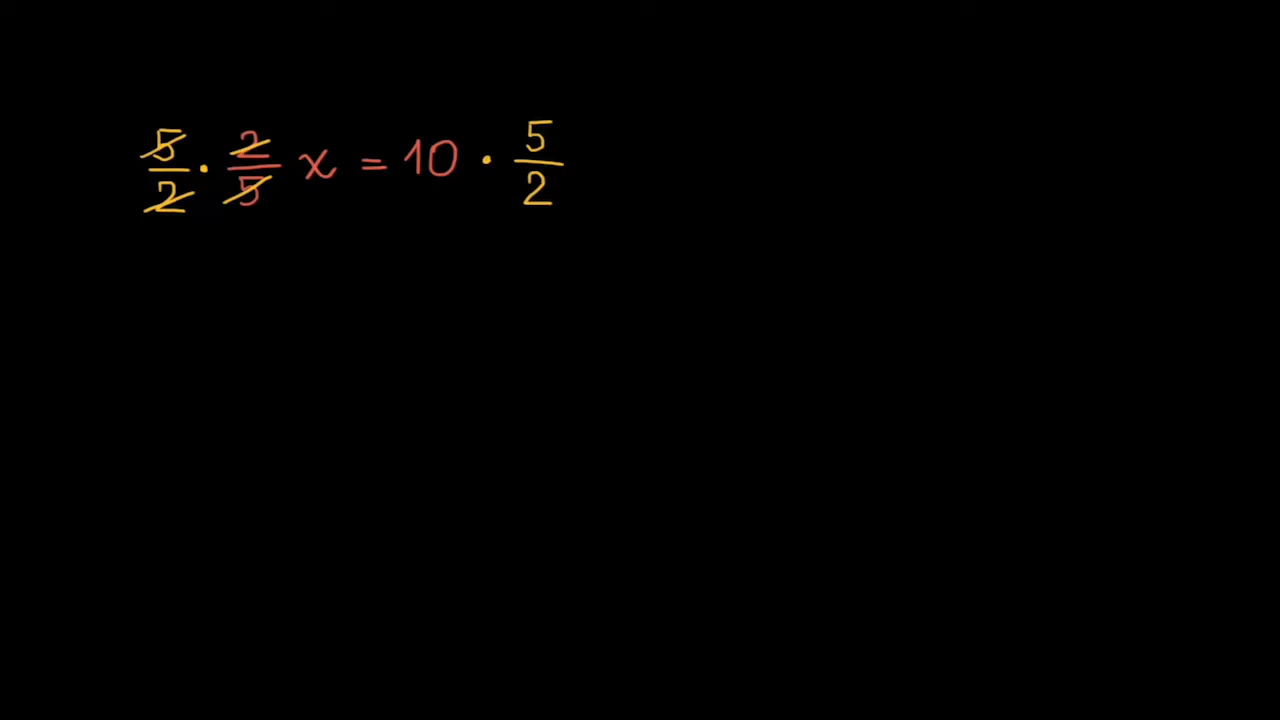 5/2 · 2/5 x = 10 · 5/2